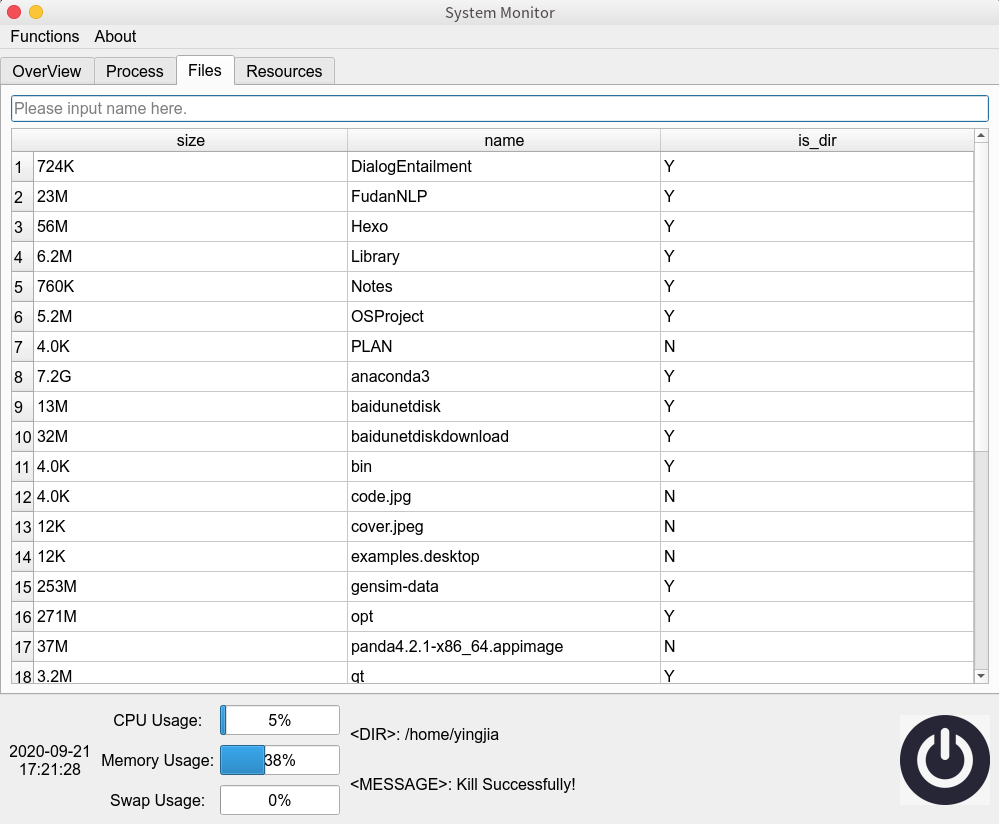 System Monitor
Functions About
OverView Process Files Resources
Please input name here.
size name is_dir
1 724K DialogEntailment Y
2 23M FudanNLP Y
3 56M Hexo Y
4 6.2M Library Y
5 760K Notes Y
6 5.2M OSProject Y
7 4.0K PLAN N
8 7.2G anaconda3 Y
9 13M baidunetdisk Y
10 32M baidunetdiskdownload Y
11 4.0K bin Y
12 4.0K code.jpg N
13 12K cover.jpeg N
14 12K examples.desktop N
15 253M gensim-data Y
16 271M opt Y
17 37M panda4.2.1-x86_64.appimage N
18 3.2M qt Y
CPU Usage: 5%
<DIR>: /home/yingjia
2020-09-21
17:21:28
Memory Usage: 38%
<MESSAGE>: Kill Successfully!
Swap Usage: 0%